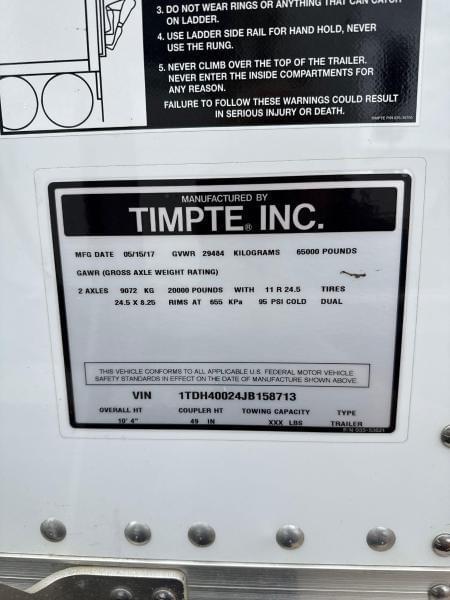 3. DO NOT WEAR RINGS OR ANYTHING THAT CAN CATCH
ON LADDER.
4. USE LADDER SIDE RAIL FOR HAND HOLD, NEVER
USE THE RUNG.
5. NEVER CLIMB OVER THE TOP OF THE TRAILER.
NEVER ENTER THE INSIDE COMPARTMENTS FOR
ANY REASON.
FAILURE TO FOLLOW THESE WARNINGS COULD RESULT
IN SERIOUS INJURY OR DEATH.
MANUFACTURED BY
TIMPTE® INC.
MFG DATE 05/15/17 GVWR 29484 KILOGRAMS 65000 POUNDS
GAWR (GROSS AXLE WEIGHT RATING)
2 AXLES 9072 KG 20000 POUNDS WITH 11 R 24.5 TIRES
24.5 X 8.25 RIMS AT 655 KPa 95 PSI COLD DUAL
THIS VEHICLE CONFORMS TO ALL APPLICABLE U.S. FEDERAL MOTOR VEHICLE
SAFETY STANDARDS IN EFFECT ON THE DATE OF MANUFACTURE SHOWN ABOVE.
VIN 1TDH40024JB158713
OVERALL HT COUPLER HT TOWING CAPACITY TYPE
10' 4" 49 IN XXX LBS TRAILER